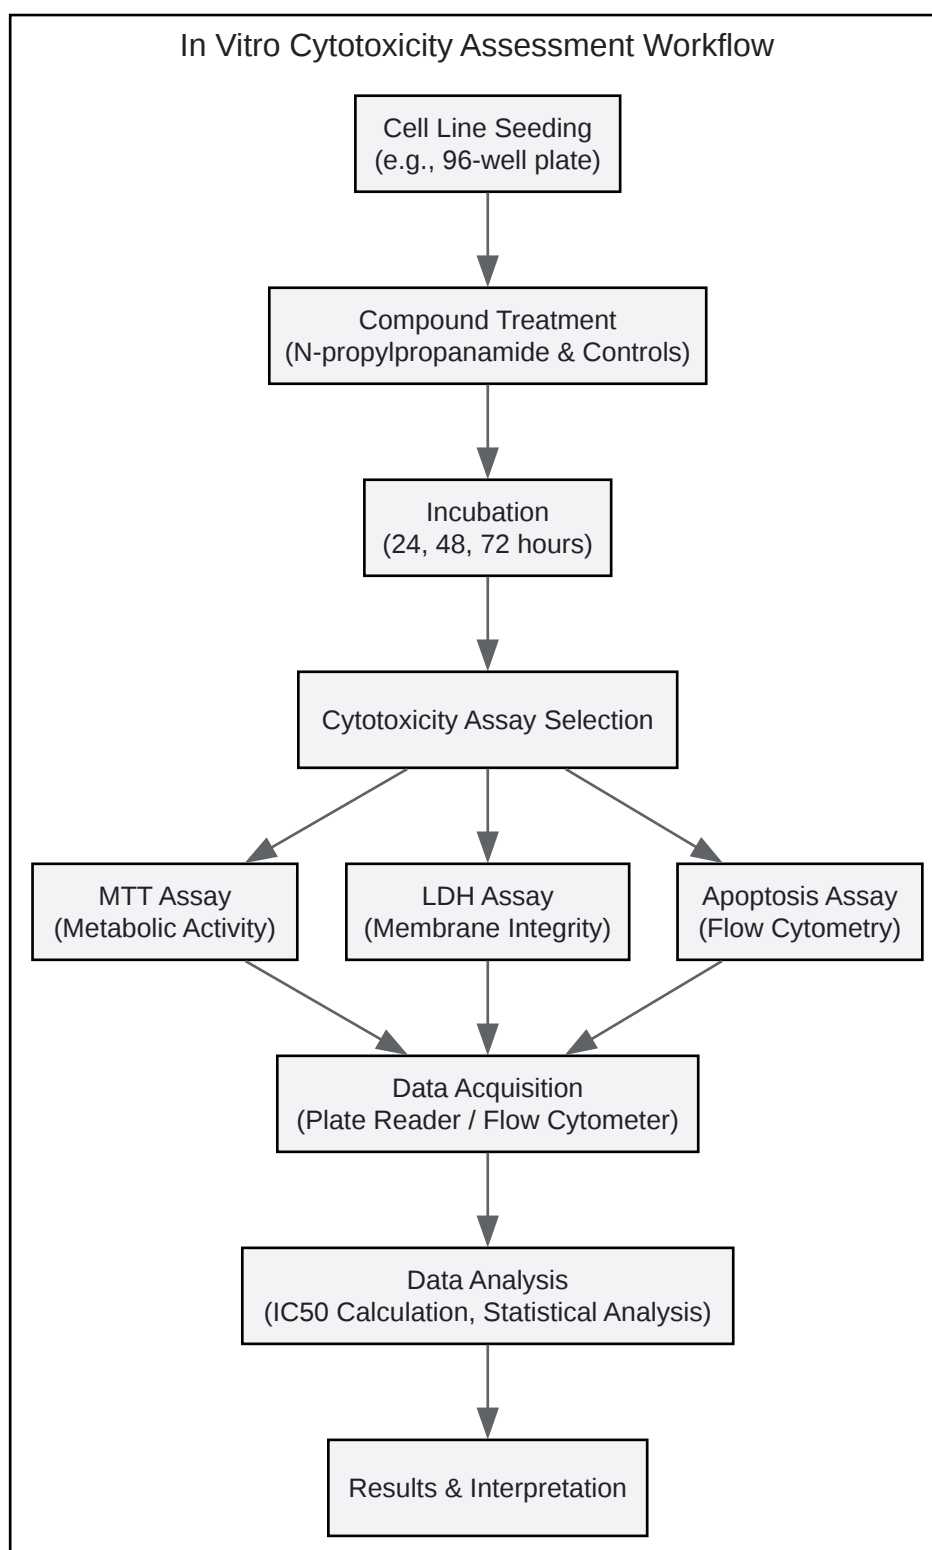 In Vitro Cytotoxicity Assessment Workflow
Cell Line Seeding
(e.g., 96-well plate)
Compound Treatment
(N-propylpropanamide & Controls)
Incubation
(24, 48, 72 hours)
Cytotoxicity Assay Selection
MTT Assay
(Metabolic Activity)
LDH Assay
(Membrane Integrity)
Apoptosis Assay
(Flow Cytometry)
Data Acquisition
(Plate Reader / Flow Cytometer)
Data Analysis
(IC50 Calculation, Statistical Analysis)
Results & Interpretation